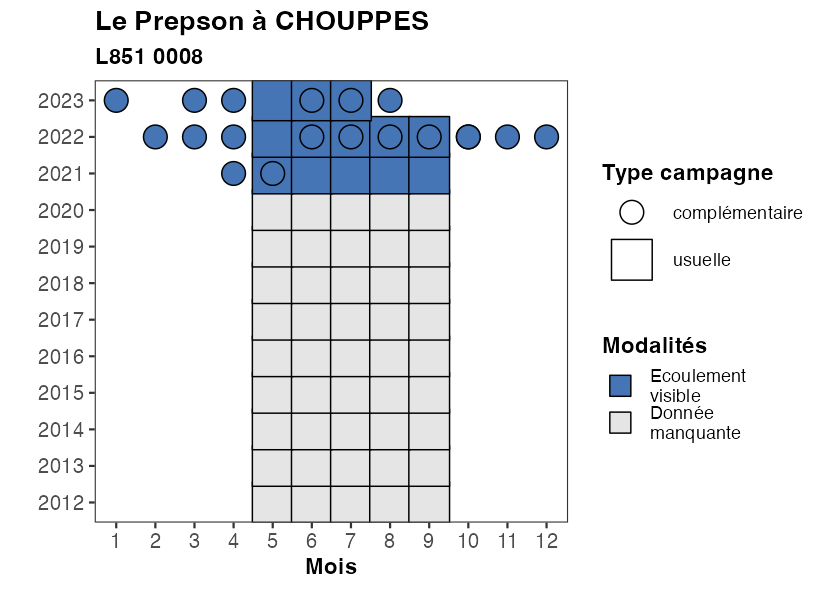 Le Prepson à CHOUPPES
L851 0008
2023
2022
2021
2020
2019
2018
2017
2016
2015
2014
2013
2012
1 2 3 4 5 6 7 8 9 10 11 12
Mois
Type campagne
complémentaire
usuelle
Modalités
Ecoulement
visible
Donnée
manquante